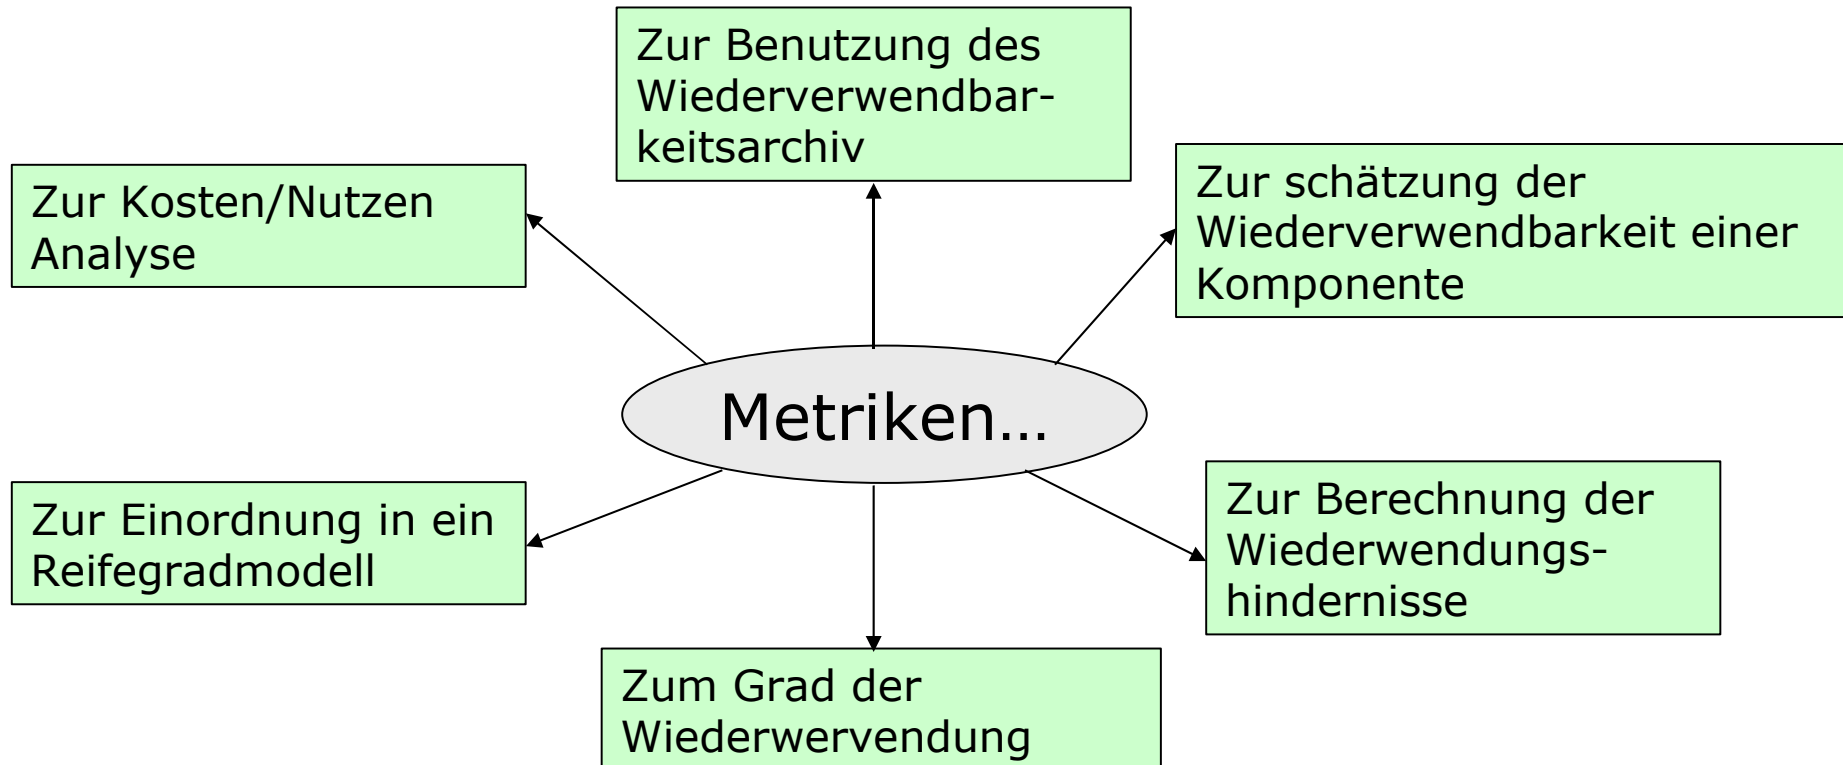 Zur Benutzung des
Wiederverwendbar-
keitsarchiv
Zur Kosten/Nutzen
Analyse
Zur schätzung der
Wiederverwendbarkeit einer
Komponente
Metriken…
Zur Einordnung in ein
Reifegradmodell
Zur Berechnung der
Wiederwendungs-
hindernisse
Zum Grad der
Wiederwervendung